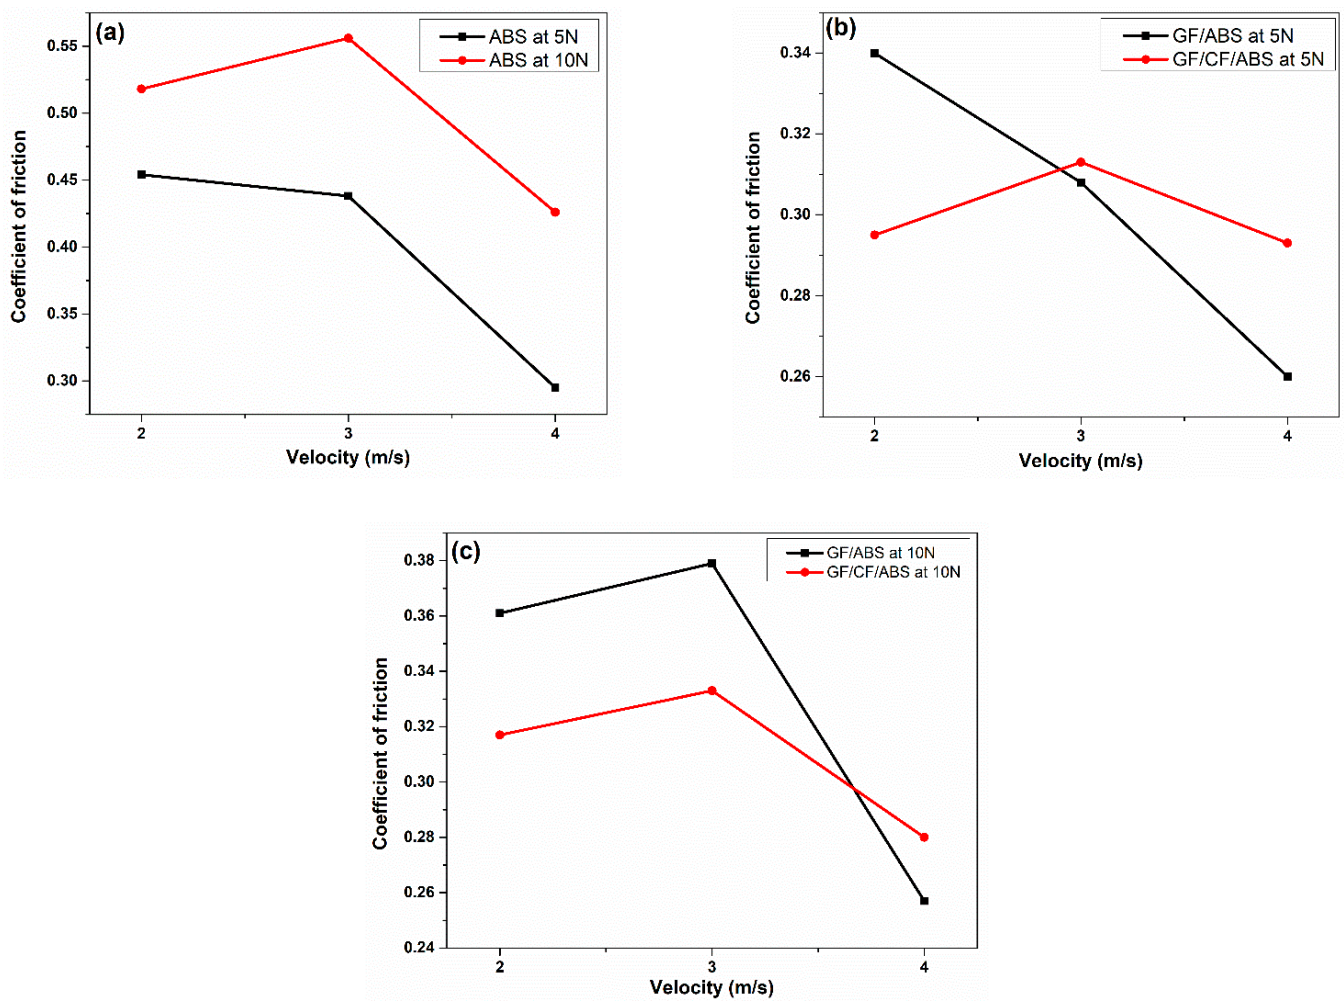 (a)
ABS at 5N
ABS at 10N
0.55
0.50
0.45
0.40
0.35
0.30
Coefficient of friction
2
3
4
Velocity (m/s)
(b)
GF/ABS at 5N
GF/CF/ABS at 5N
0.34
0.32
0.30
0.28
0.26
Coefficient of friction
2
3
4
Velocity (m/s)
(c)
GF/ABS at 10N
GF/CF/ABS at 10N
0.38
0.36
0.34
0.32
0.30
0.28
0.26
0.24
Coefficient of friction
2
3
4
Velocity (m/s)